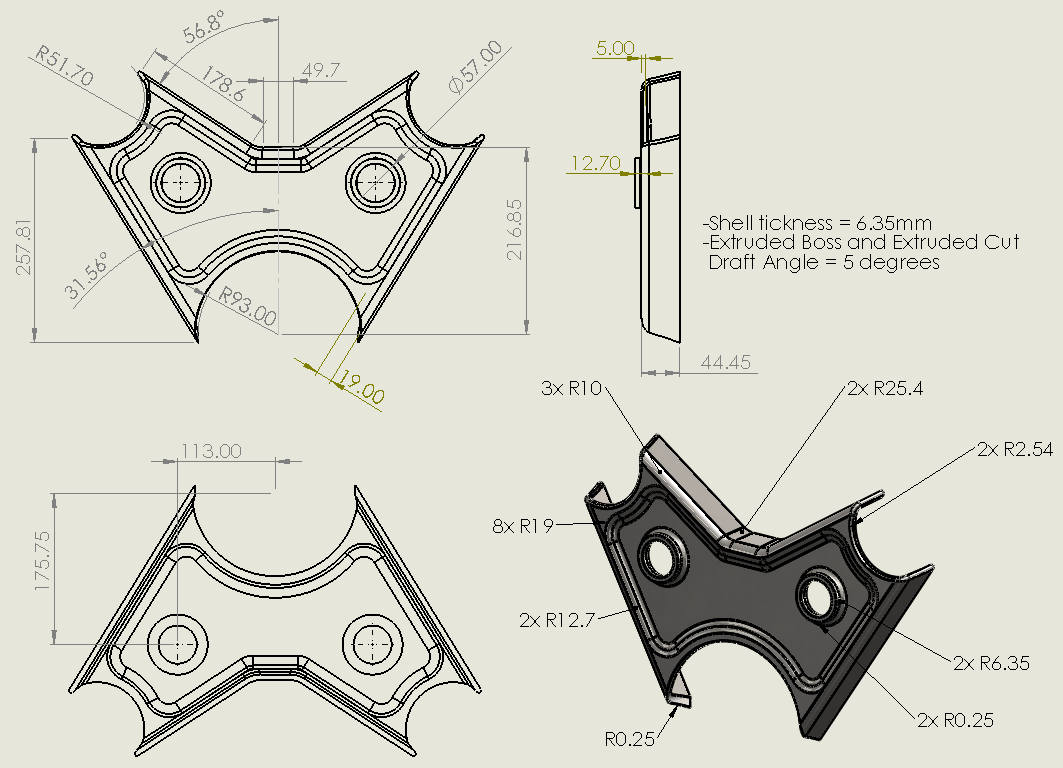 56.8°
R51.70
178.6
49.7
Ø57.00
257.81
216.85
31.56°
R93.00
19.00
5.00
12.70
-Shell tickness = 6.35mm
-Extruded Boss and Extruded Cut
Draft Angle = 5 degrees
44.45
113.00
175.75
3x R10
2x R25.4
2x R2.54
8x R19
2x R12.7
2x R6.35
2x R0.25
R0.25